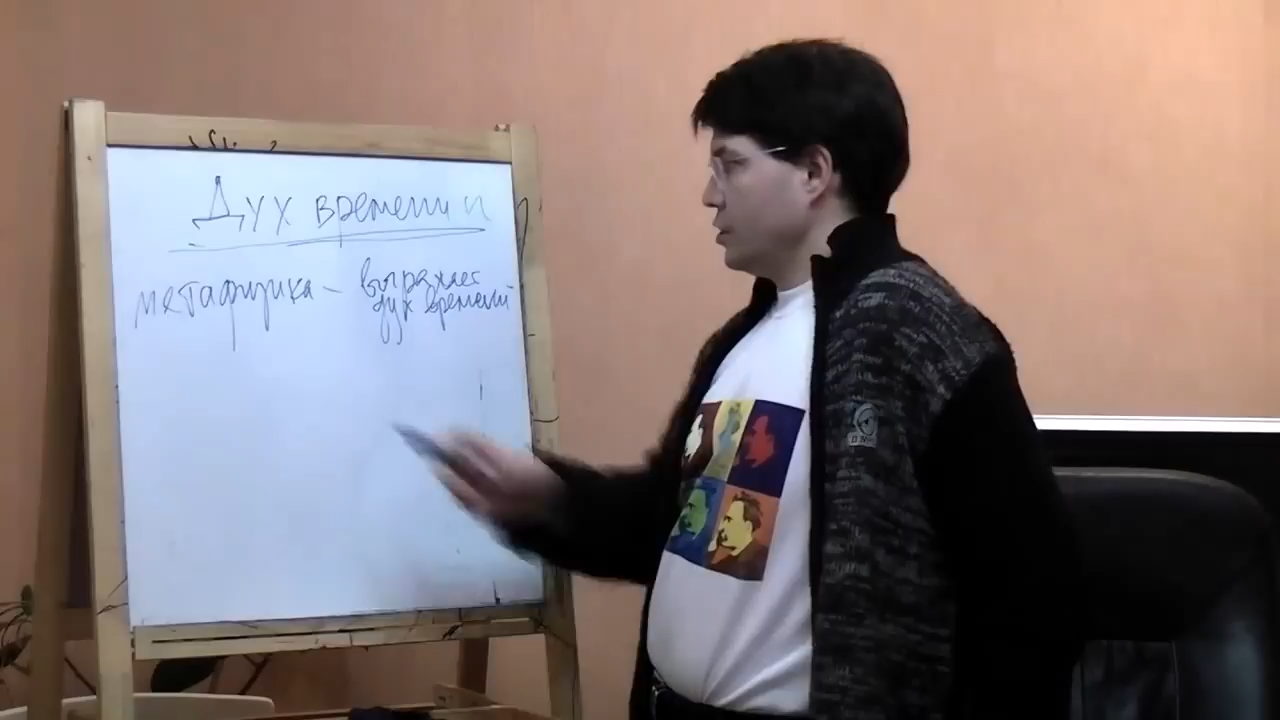 Дух времени и
метафизика – выражает
дух времени